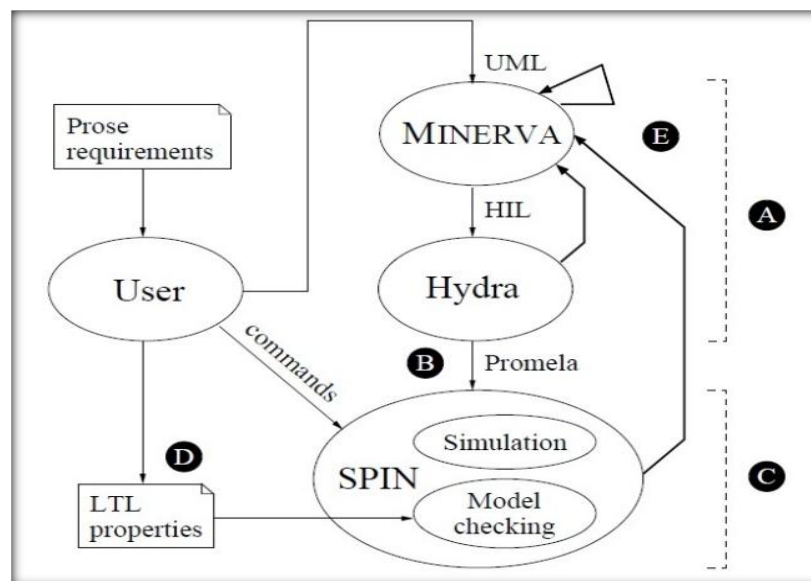 UML
Prose
requirements
MINERVA
E
HIL
A
User
Hydra
commands
B
Promela
Simulation
D
SPIN
C
LTL
properties
Model
checking